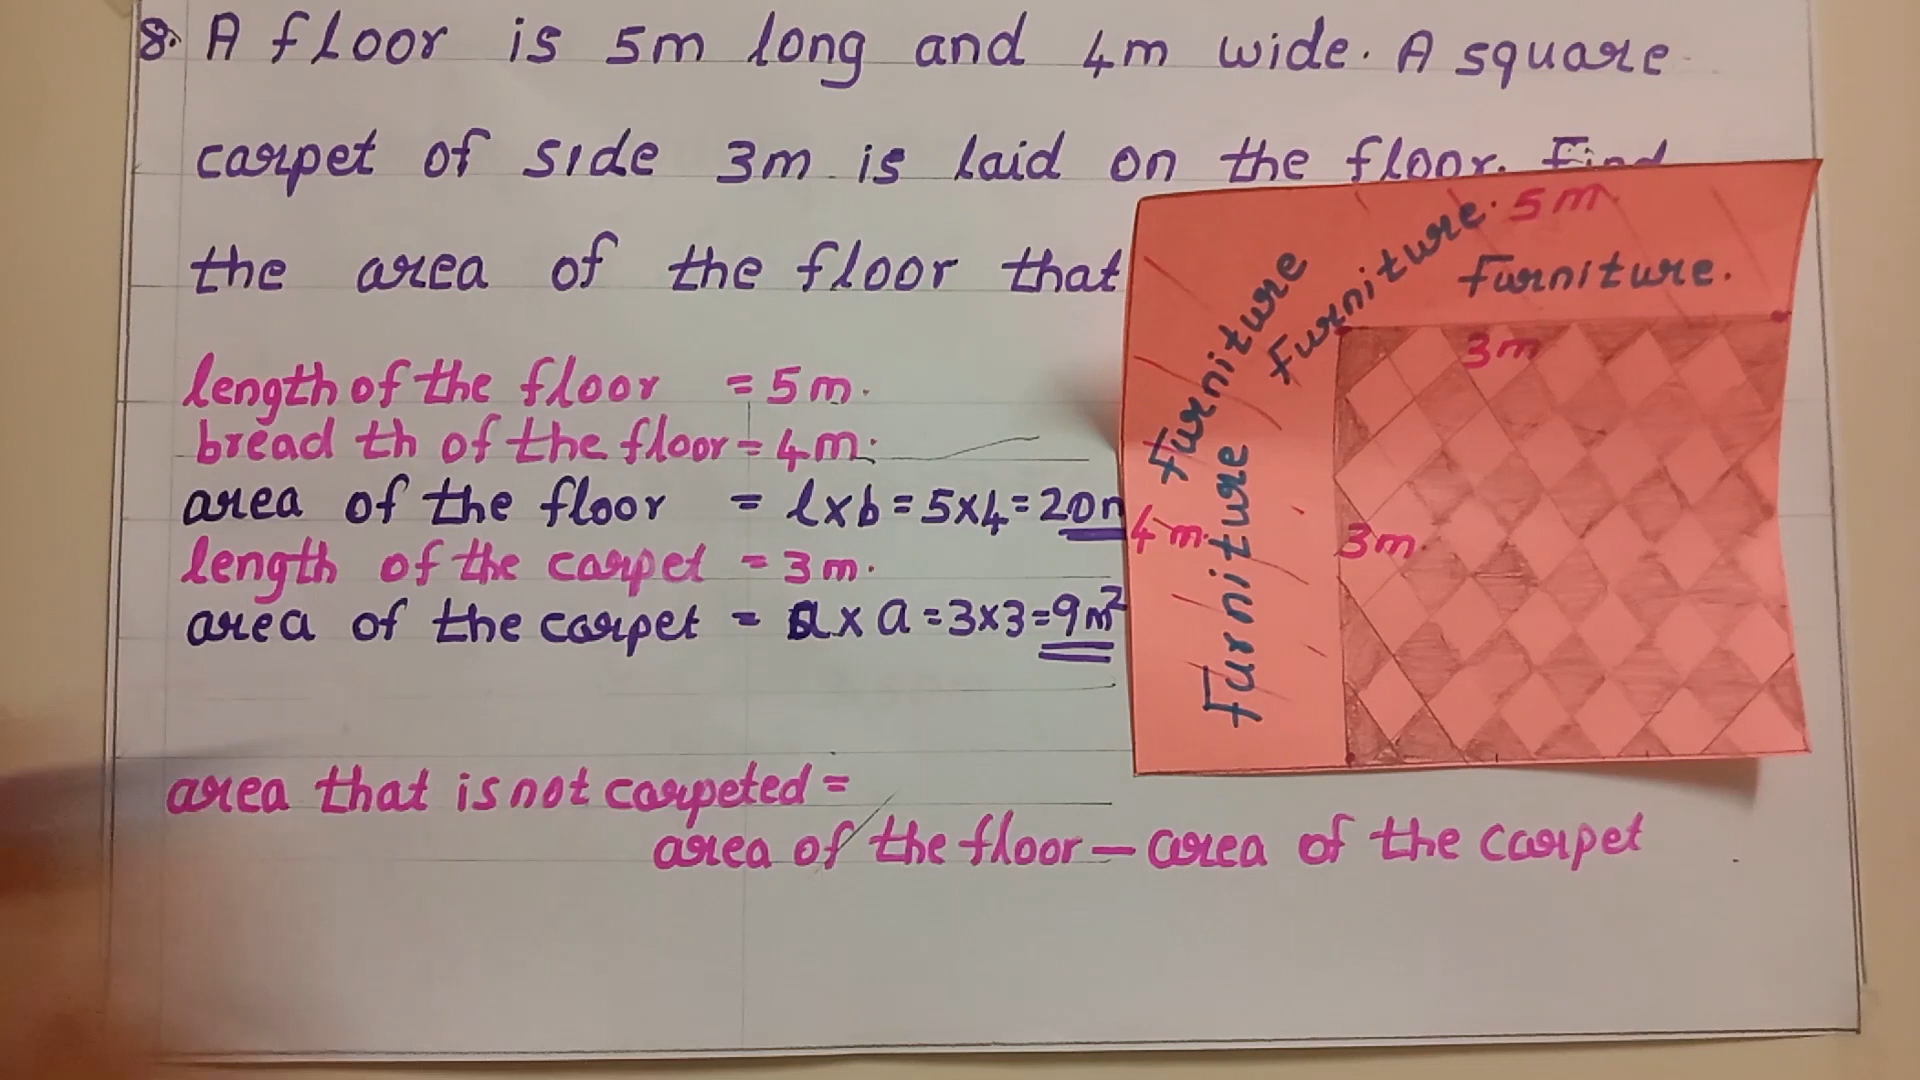 8. A floor is 5m long and 4m wide. A square
carpet of side 3m is laid on the floor. Find
the area of the floor that
length of the floor = 5m.
bread th of the floor = 4m.
area of the floor = l×b = 5×4 = 20m
length of the carpet = 3m.
area of the carpet = a × a = 3×3 = 9m²
area that is not carpeted =
area of the floor – area of the carpet
5m
Furniture.
Furniture.
Furniture
Furniture
4m.
3m
3m.